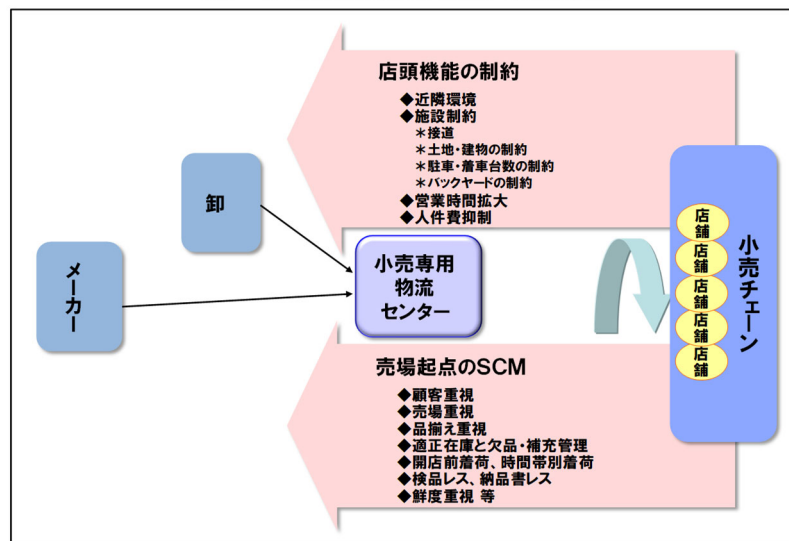 店頭機能の制約
◆近隣環境
◆施設制約
＊接道
＊土地・建物の制約
＊駐車・着車台数の制約
＊バックヤードの制約
◆営業時間拡大
◆人件費抑制
卸
メーカー
小売専用
物流
センター
店舗
店舗
店舗
店舗
店舗
小売チェーン
売場起点のSCM
◆顧客重視
◆売場重視
◆品揃え重視
◆適正在庫と欠品・補充管理
◆開店前着荷、時間帯別着荷
◆検品レス、納品書レス
◆鮮度重視 等